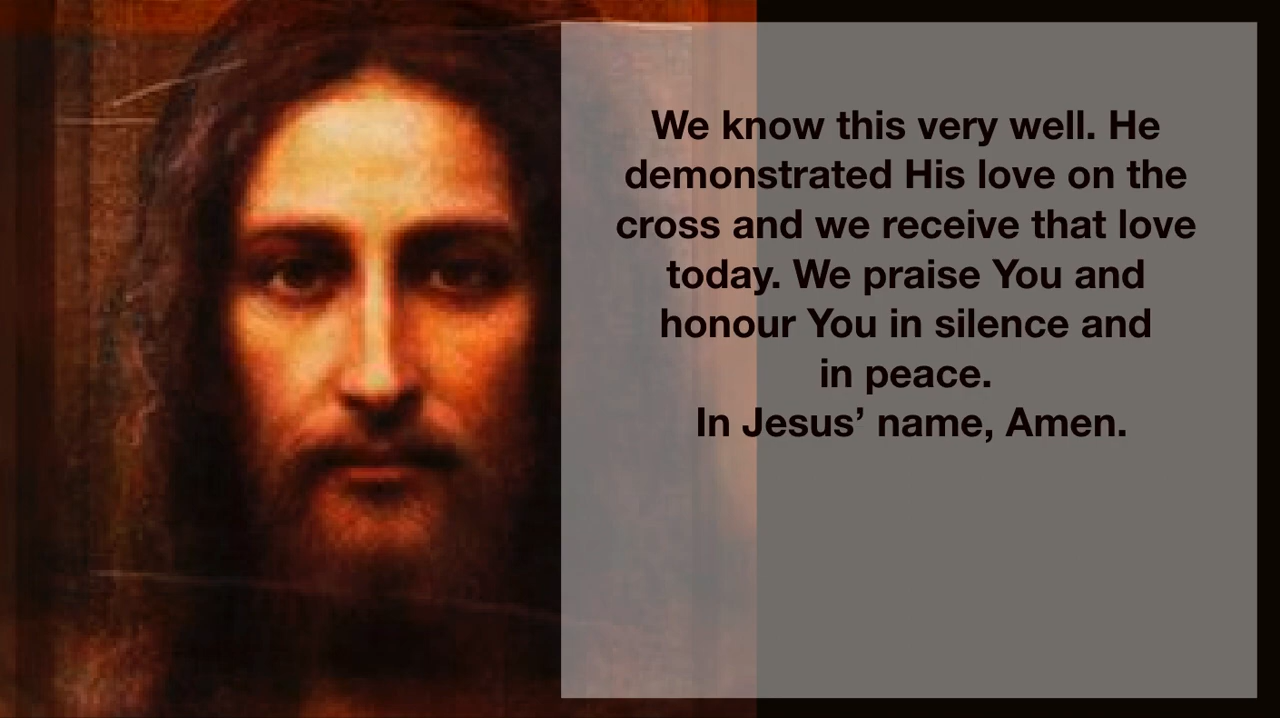 We know this very well. He
demonstrated His love on the
cross and we receive that love
today. We praise You and
honour You in silence and
in peace.
In Jesus’ name, Amen.